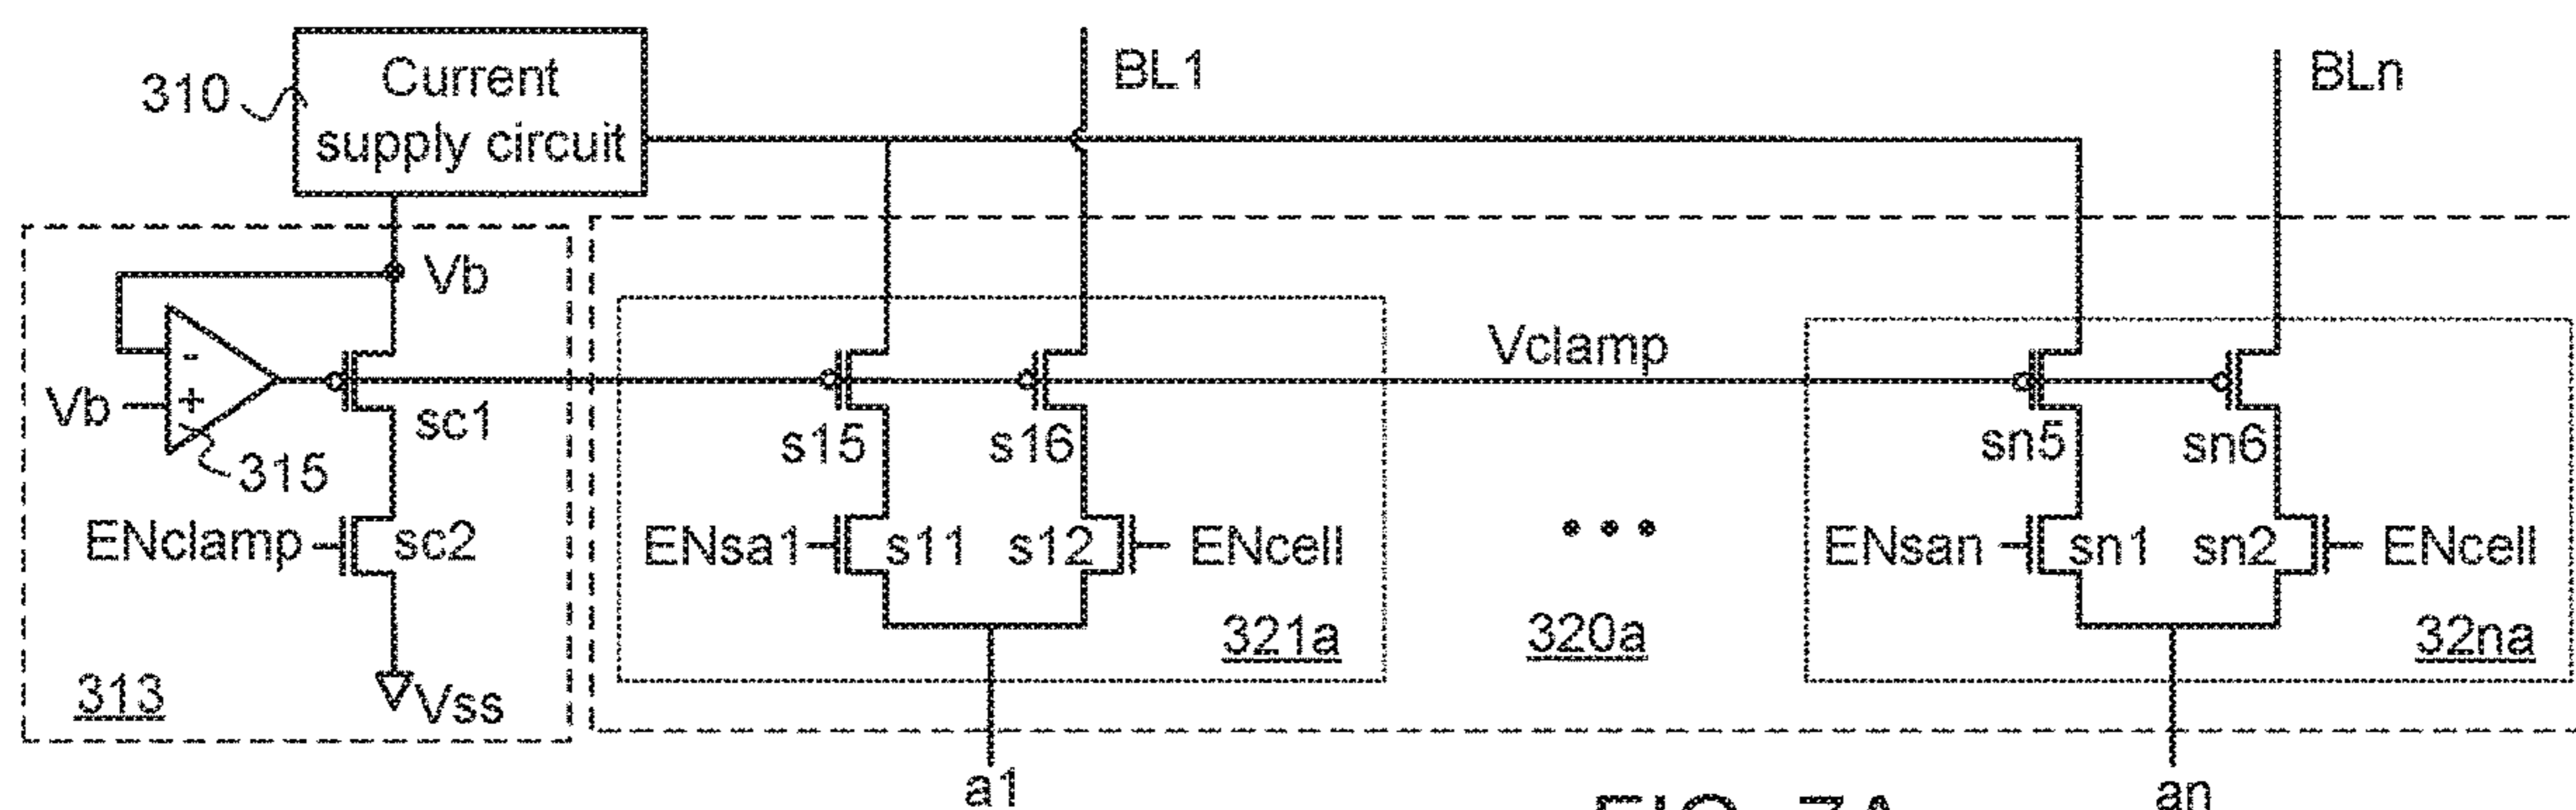 310
Current
supply circuit
BL1
BLn
Vb
Vb
-
+
315
sc1
ENclamp
sc2
Vss
313
s15
s16
ENsa1
s11
s12
ENcell
321a
Vclamp
320a
sn5
sn6
ENsan
sn1
sn2
ENcell
32na
a1
an